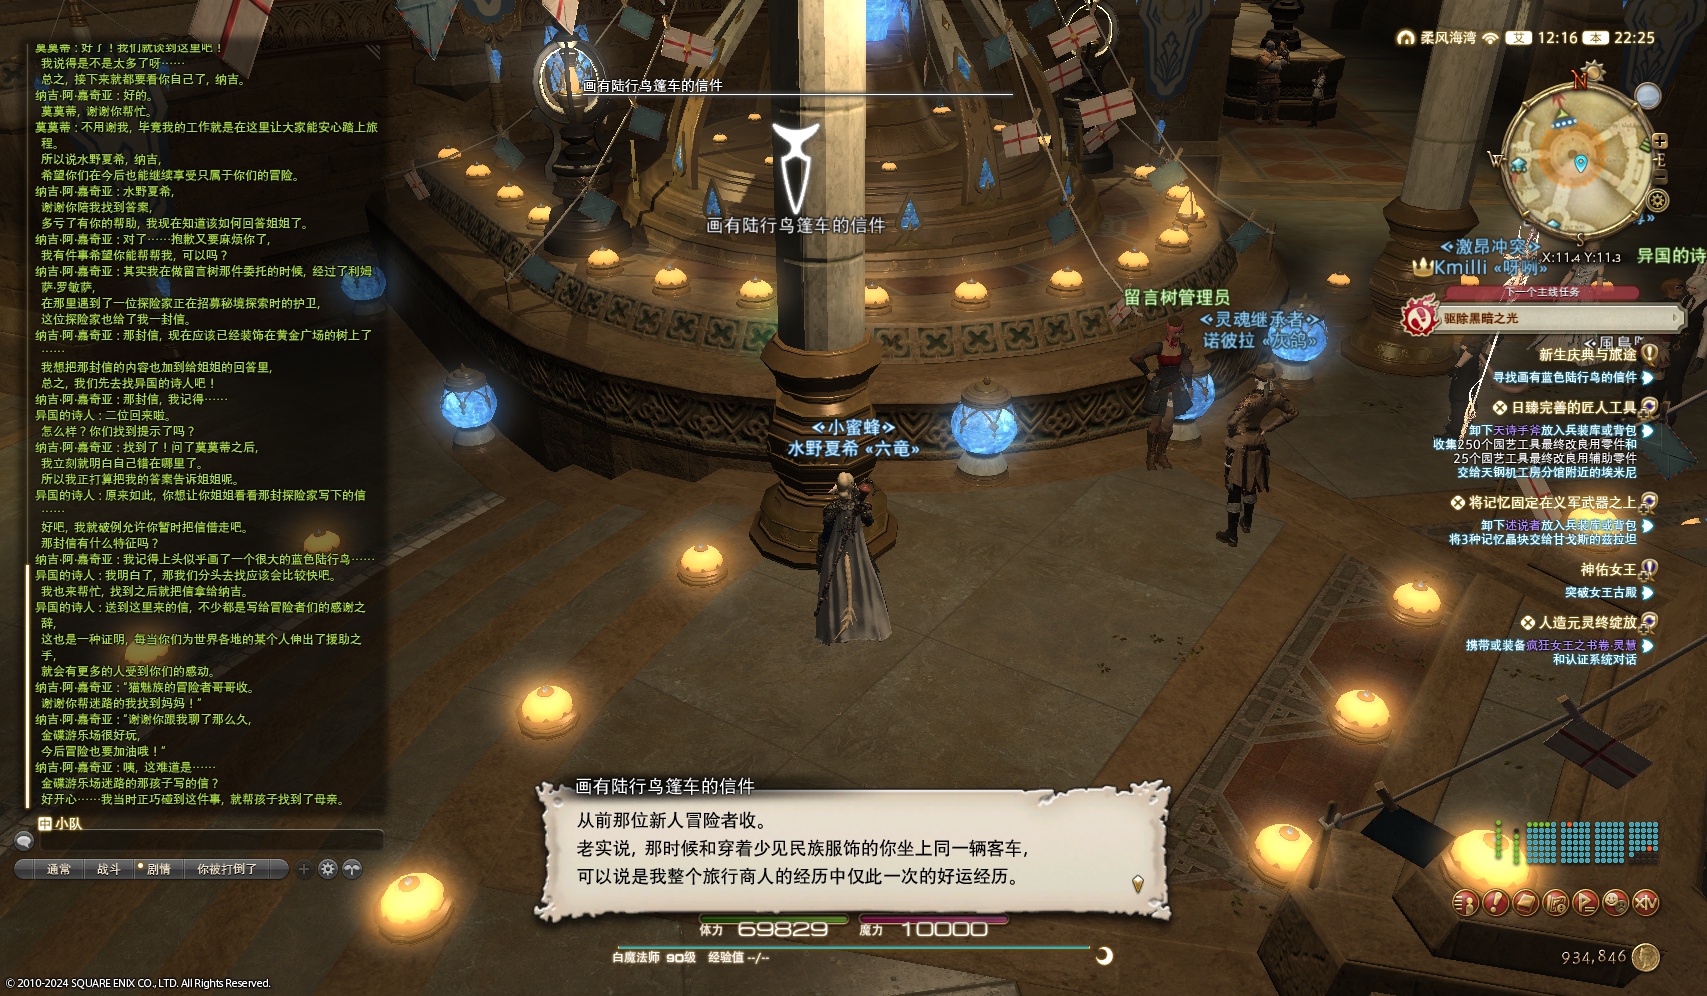 莫莫蒂：好了！我们就谈到这里吧！
我说得是不是太多了呀……
总之，接下来就都要看你自己了，纳吉。
纳吉·阿·嘉奇亚：好的。
莫莫蒂，谢谢你帮忙。
莫莫蒂：不用谢我，毕竟我的工作就是在这里让大家能安心踏上旅
程。
所以说水野夏希，纳吉，
希望你们在今后也能继续享受只属于你们的冒险。
纳吉·阿·嘉奇亚：水野夏希，
谢谢你陪我找到答案，
多亏了有你的帮助，我现在知道该如何回答姐姐了。
纳吉·阿·嘉奇亚：对了……抱歉又要麻烦你了，
我有件事希望你能帮帮我，可以吗？
纳吉·阿·嘉奇亚：其实我在做留言树那件委托的时候，经过了利姆
萨·罗敏萨，
在那里遇到了一位探险家正在招募秘境探索时的护卫，
这位探险家也给了我一封信。
纳吉·阿·嘉奇亚：那封信，现在应该已经装饰在黄金广场的树上了
……
我想把那封信的内容也加到给姐姐的回答里，
总之，我们先去找异国的诗人吧！
纳吉·阿·嘉奇亚：那封信，我记得……
异国的诗人：二位回来啦。
怎么样？你们找到提示了吗？
纳吉·阿·嘉奇亚：找到了！问了莫莫蒂之后，
我立刻就明白自己错在哪里了。
所以我正打算把我的答案告诉姐姐呢。
异国的诗人：原来如此，你想让你姐姐看看那封探险家写下的信
……
好吧，我就破例允许你暂时把信借走吧。
那封信有什么特征吗？
纳吉·阿·嘉奇亚：我记得上头似乎画了一个很大的蓝色陆行鸟……
异国的诗人：我明白了，那我们分头去找应该会比较快吧。
我也来帮忙，找到之后就把信拿给纳吉。
异国的诗人：送到这里来的信，不少都是写给冒险者们的感谢之
辞，
这也是一种证明，每当你们为世界各地的某个人伸出了援助之
手，
就会有更多的人受到你们的感动。
纳吉·阿·嘉奇亚：“猫魅族的冒险者哥哥收。
谢谢你帮迷路的我找到妈妈！”
纳吉·阿·嘉奇亚：“谢谢你跟我聊了那么久，
金碟游乐场很好玩，
今后冒险也要加油哦！”
纳吉·阿·嘉奇亚：咦，这难道是……
金碟游乐场迷路的那孩子写的信？
好开心……我当时正巧碰到这件事，就帮孩子找到了母亲。
小队
通常 战斗 剧情 你被打倒了
画有陆行鸟篷车的信件
画有陆行鸟篷车的信件
留言树管理员
<灵魂继承者>
诺彼拉 «灰鸽»
<小蜜蜂>
水野夏希 «六竜»
柔风海湾 艾 12:16 本 22:25
N
W
E
S
<激昂冲突>
X:11.4 Y:11.3
异国的诗
Kmilli «呀咧»
下一个主线任务
驱除黑暗之光
新生庆典与旅途
寻找画有蓝色陆行鸟的信件
日臻完善的匠人工具
卸下天诗手斧放入兵装库或背包
收集250个园艺工具最终改良用零件和
25个园艺工具最终改良用辅助零件
交给天钢机工房分馆附近的埃米尼
将记忆固定在义军武器之上
卸下述说者放入兵装库或背包
将3种记忆晶块交给甘戈斯的兹拉坦
神佑女王
突破女王古殿
人造元灵终绽放
携带或装备疯狂女王之书卷·灵慧
和认证系统对话
画有陆行鸟篷车的信件
从前那位新人冒险者收。
老实说，那时候和穿着少见民族服饰的你坐上同一辆客车，
可以说是我整个旅行商人的经历中仅此一次的好运经历。
体力 69829 魔力 10000
白魔法师 90级 经验值 --/--
934,846
© 2010-2024 SQUARE ENIX CO., LTD. All Rights Reserved.